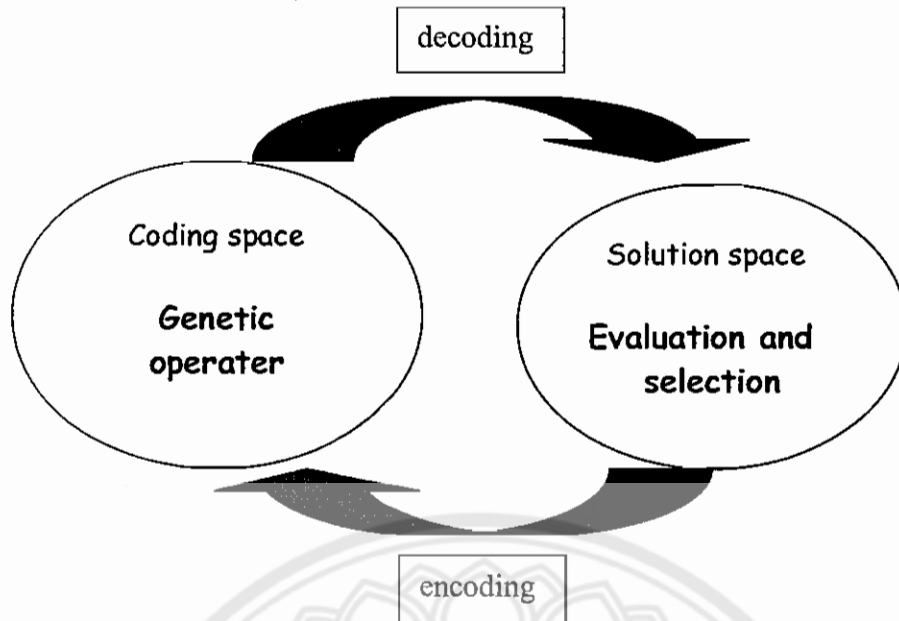 decoding
Coding space
Genetic
operater
Solution space
Evaluation and
selection
encoding